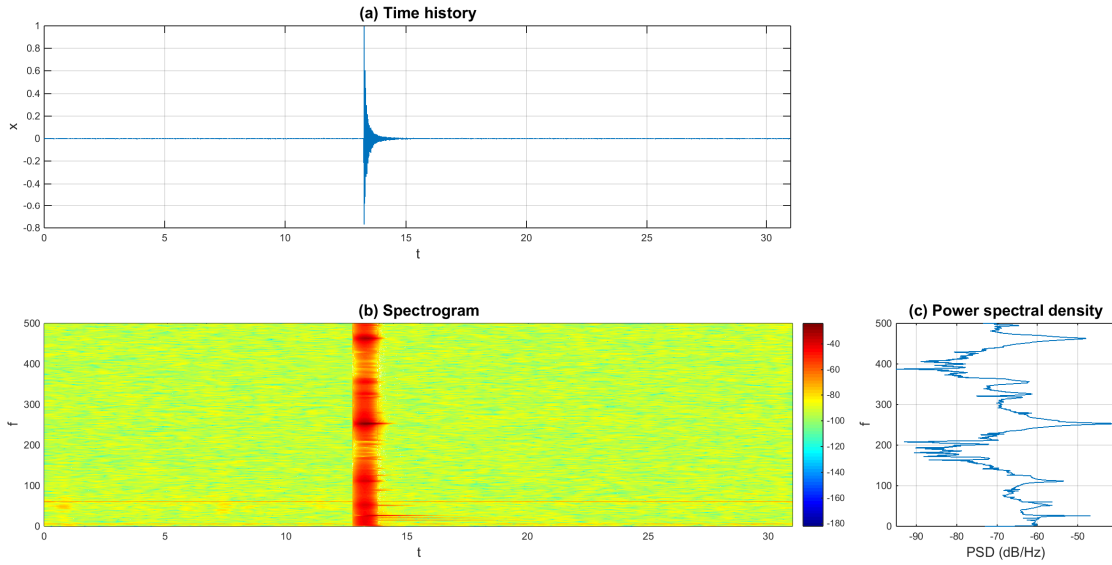 (a) Time history
1
0.8
0.6
0.4
0.2
0
-0.2
-0.4
-0.6
-0.8
x
0 5 10 15 20 25 30
t
(b) Spectrogram
500
400
300
200
100
0
f
0 5 10 15 20 25 30
t
-40
-60
-80
-100
-120
-140
-160
-180
(c) Power spectral density
500
400
300
200
100
0
f
-90 -80 -70 -60 -50
PSD (dB/Hz)